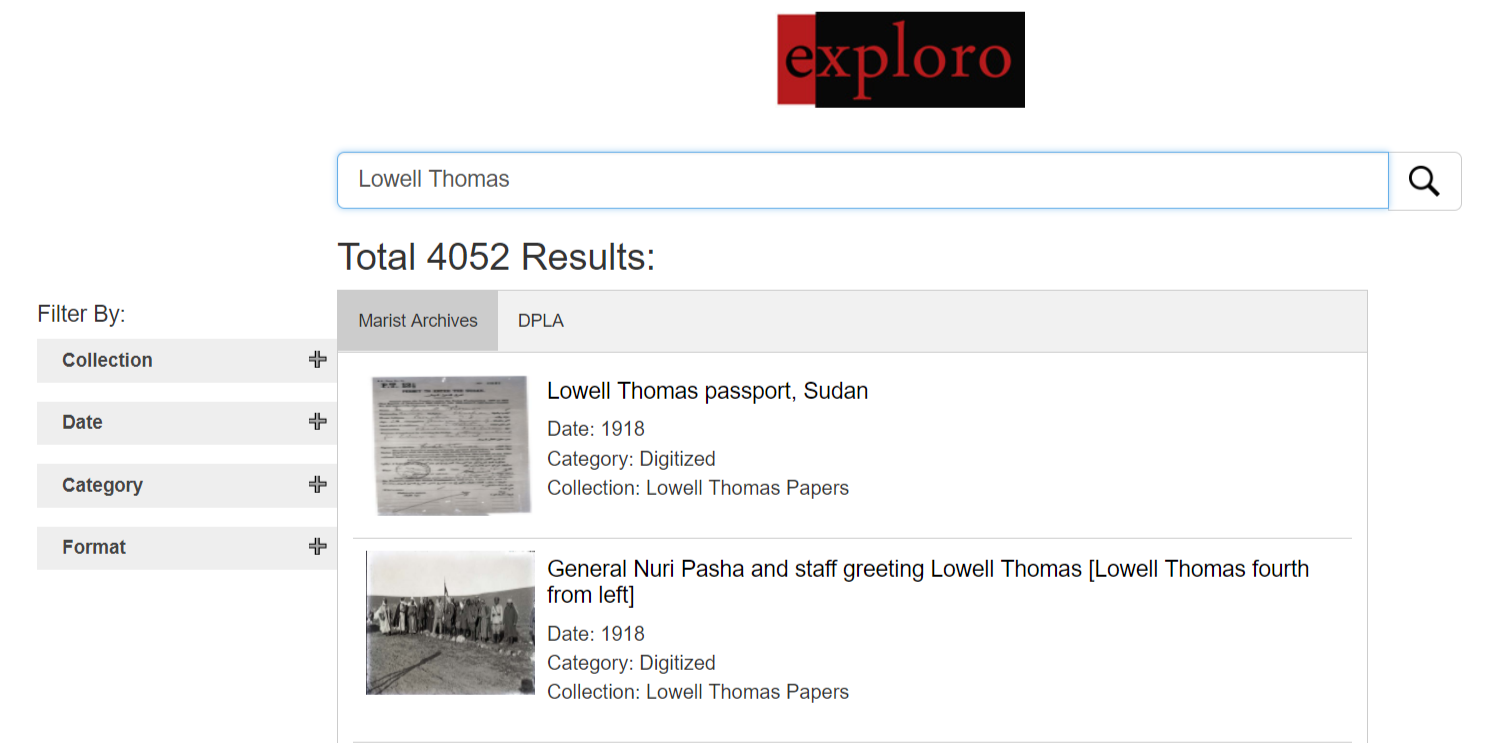 exploro
Lowell Thomas
Total 4052 Results:
Filter By:
Collection
Date
Category
Format
Marist Archives DPLA
Lowell Thomas passport, Sudan
Date: 1918
Category: Digitized
Collection: Lowell Thomas Papers
General Nuri Pasha and staff greeting Lowell Thomas [Lowell Thomas fourth
from left]
Date: 1918
Category: Digitized
Collection: Lowell Thomas Papers